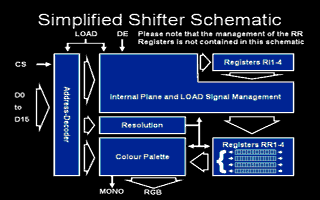 Simplified Shifter Schematic
LOAD
DE
Please note that the management of the RR
Registers is not contained in this schematic
CS
Registers RI1-4
D0
to
D15
Address-Decoder
Internal Plane and LOAD Signal Management
Resolution
Colour Palette
Registers RR1-4
MONO
RGB